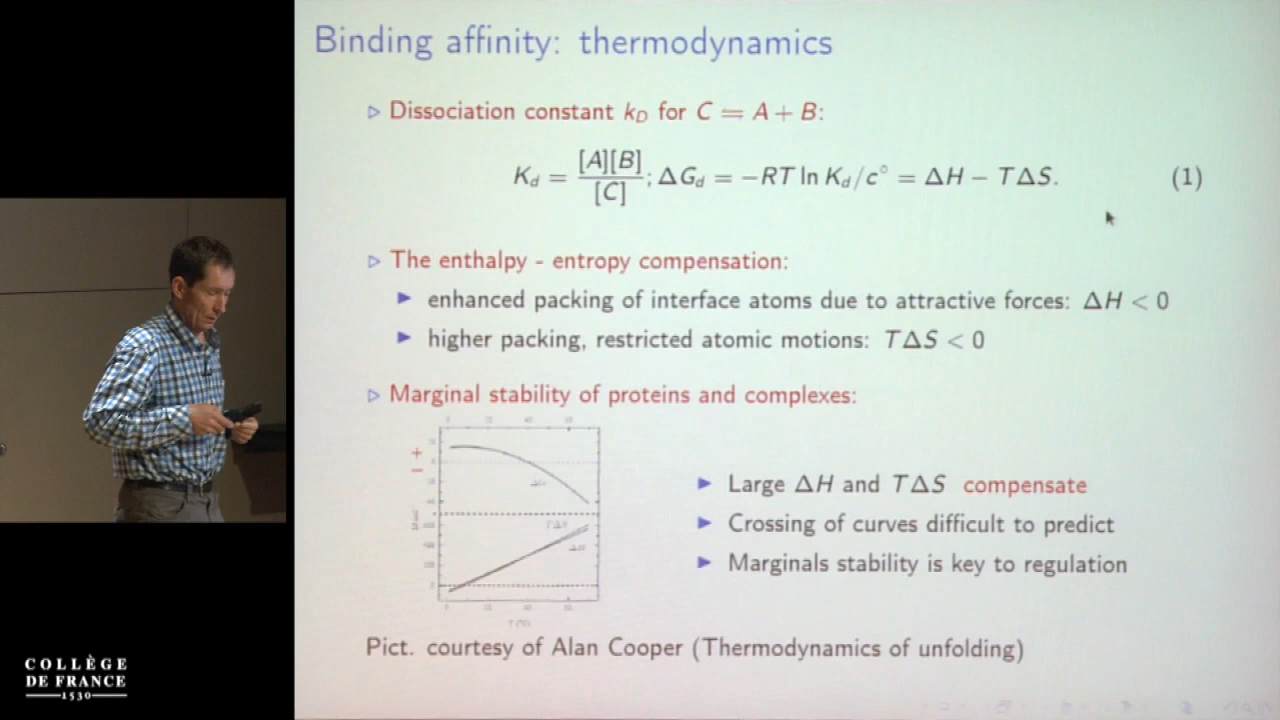 Binding affinity: thermodynamics
▷ Dissociation constant k_D for C ⇌ A + B:
K_d = [A][B] / [C] ; ΔG_d = −RT ln K_d/c° = ΔH − TΔS. (1)
▷ The enthalpy - entropy compensation:
▶ enhanced packing of interface atoms due to attractive forces: ΔH < 0
▶ higher packing, restricted atomic motions: TΔS < 0
▷ Marginal stability of proteins and complexes:
+
−
TΔS
ΔH
▶ Large ΔH and TΔS compensate
▶ Crossing of curves difficult to predict
▶ Marginals stability is key to regulation
Pict. courtesy of Alan Cooper (Thermodynamics of unfolding)
COLLÈGE
DE FRANCE
1530